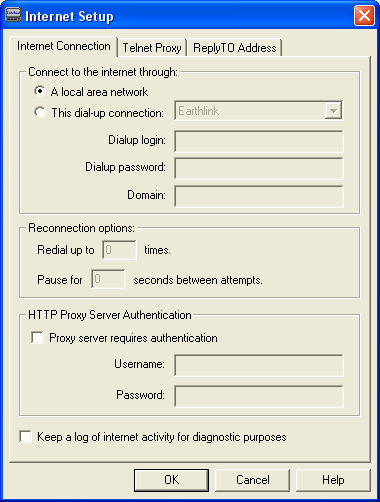 Internet Setup
Internet Connection Telnet Proxy ReplyTO Address
Connect to the internet through:
A local area network
This dial-up connection: Earthlink
Dialup login:
Dialup password:
Domain:
Reconnection options:
Redial up to 0 times.
Pause for 0 seconds between attempts.
HTTP Proxy Server Authentication
Proxy server requires authentication
Username:
Password:
Keep a log of internet activity for diagnostic purposes
OK Cancel Help